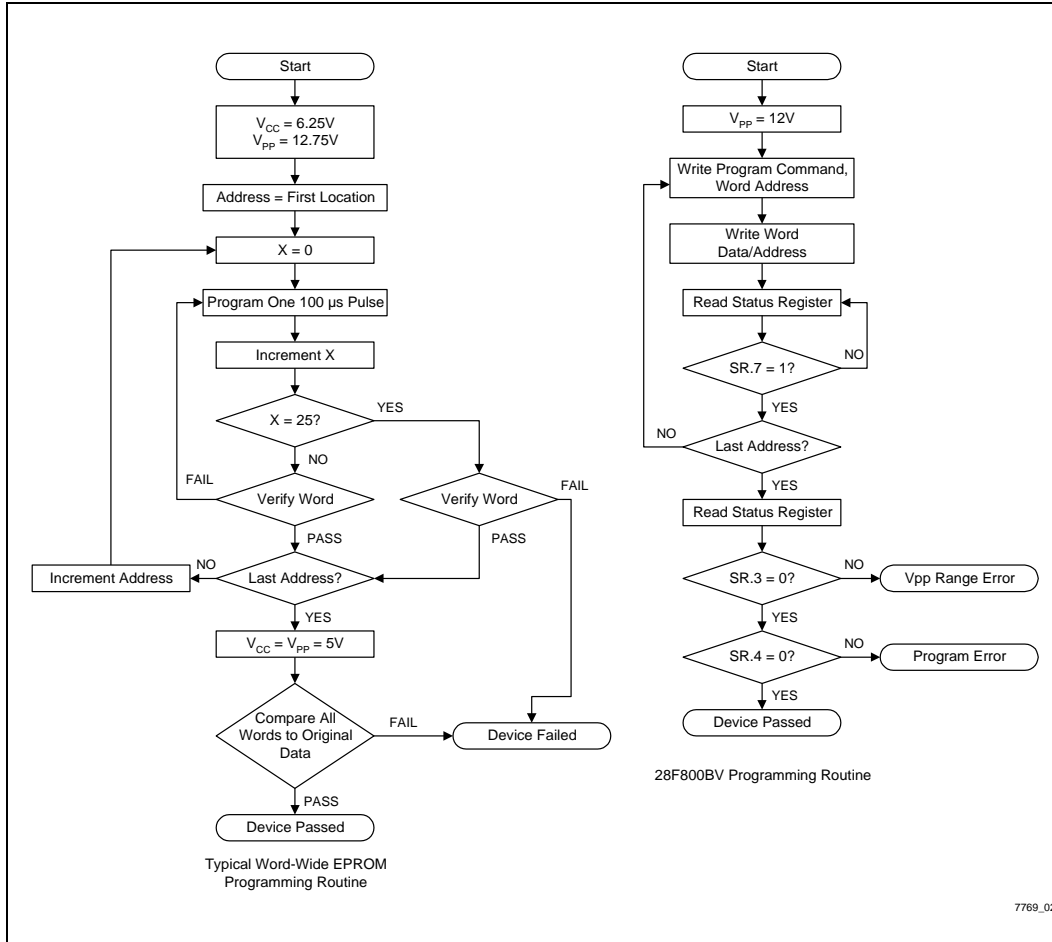 Start
V_CC = 6.25V
V_PP = 12.75V
Address = First Location
X = 0
Program One 100 µs Pulse
Increment X
X = 25?
YES
NO
FAIL
Verify Word
Verify Word
FAIL
PASS
PASS
Increment Address
NO
Last Address?
YES
V_CC = V_PP = 5V
Compare All
Words to Original
Data
FAIL
Device Failed
PASS
Device Passed
Typical Word-Wide EPROM
Programming Routine
Start
V_PP = 12V
Write Program Command,
Word Address
Write Word
Data/Address
Read Status Register
SR.7 = 1?
NO
YES
NO
Last Address?
YES
Read Status Register
SR.3 = 0?
NO
Vpp Range Error
YES
SR.4 = 0?
NO
Program Error
YES
Device Passed
28F800BV Programming Routine